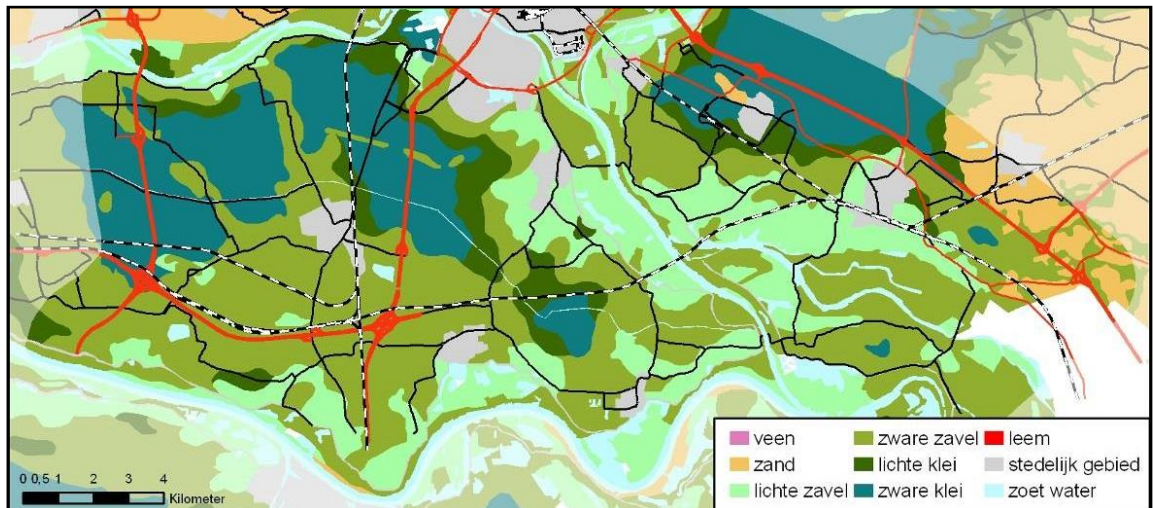 veen zware zavel leem
zand lichte klei stedelijk gebied
lichte zavel zware klei zoet water
0 0,5 1 2 3 4
Kilometer